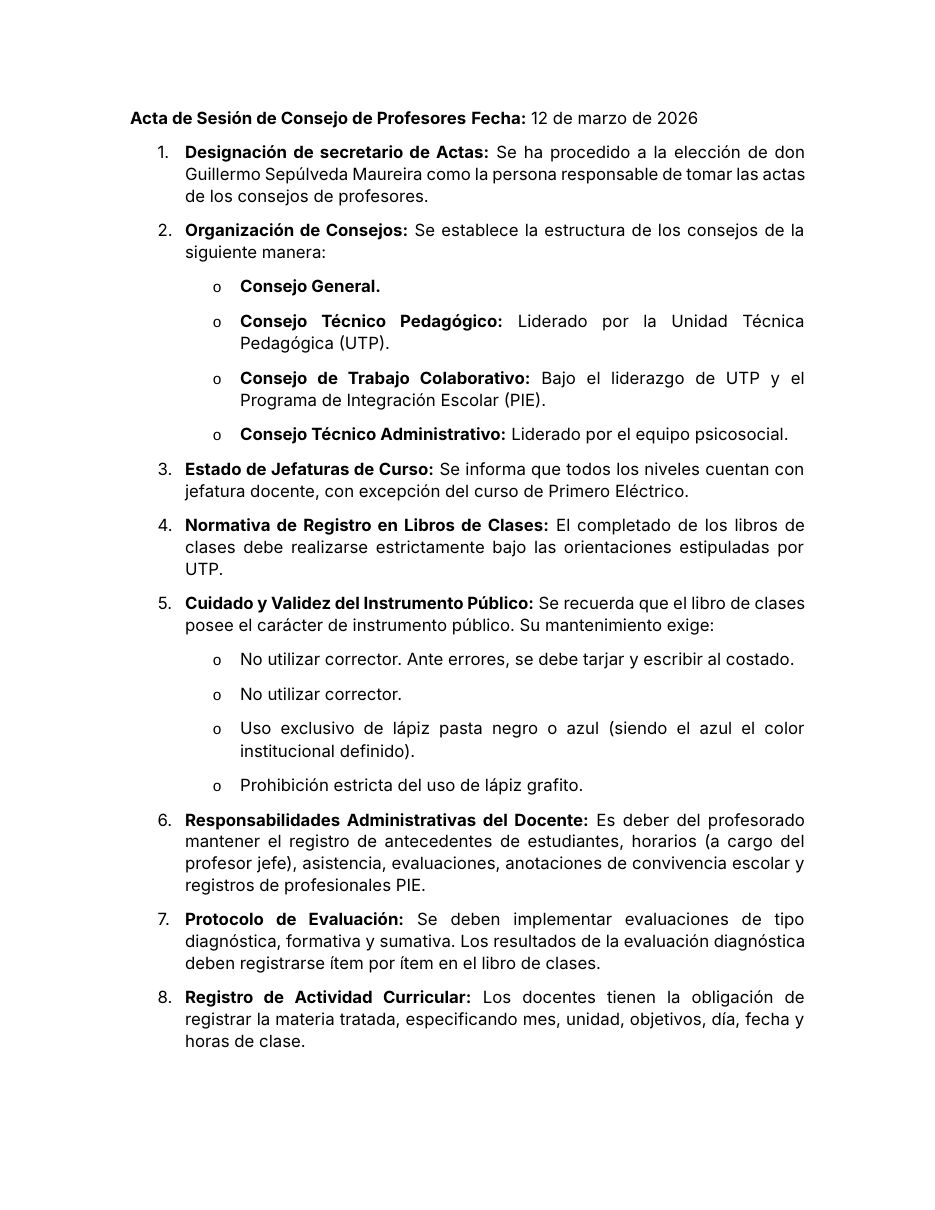 Acta de Sesión de Consejo de Profesores Fecha: 12 de marzo de 2026
1. Designación de secretario de Actas: Se ha procedido a la elección de don
Guillermo Sepúlveda Maureira como la persona responsable de tomar las actas
de los consejos de profesores.
2. Organización de Consejos: Se establece la estructura de los consejos de la
siguiente manera:
o Consejo General.
o Consejo Técnico Pedagógico: Liderado por la Unidad Técnica
Pedagógica (UTP).
o Consejo de Trabajo Colaborativo: Bajo el liderazgo de UTP y el
Programa de Integración Escolar (PIE).
o Consejo Técnico Administrativo: Liderado por el equipo psicosocial.
3. Estado de Jefaturas de Curso: Se informa que todos los niveles cuentan con
jefatura docente, con excepción del curso de Primero Eléctrico.
4. Normativa de Registro en Libros de Clases: El completado de los libros de
clases debe realizarse estrictamente bajo las orientaciones estipuladas por
UTP.
5. Cuidado y Validez del Instrumento Público: Se recuerda que el libro de clases
posee el carácter de instrumento público. Su mantenimiento exige:
o No utilizar corrector. Ante errores, se debe tarjar y escribir al costado.
o No utilizar corrector.
o Uso exclusivo de lápiz pasta negro o azul (siendo el azul el color
institucional definido).
o Prohibición estricta del uso de lápiz grafito.
6. Responsabilidades Administrativas del Docente: Es deber del profesorado
mantener el registro de antecedentes de estudiantes, horarios (a cargo del
profesor jefe), asistencia, evaluaciones, anotaciones de convivencia escolar y
registros de profesionales PIE.
7. Protocolo de Evaluación: Se deben implementar evaluaciones de tipo
diagnóstica, formativa y sumativa. Los resultados de la evaluación diagnóstica
deben registrarse ítem por ítem en el libro de clases.
8. Registro de Actividad Curricular: Los docentes tienen la obligación de
registrar la materia tratada, especificando mes, unidad, objetivos, día, fecha y
horas de clase.